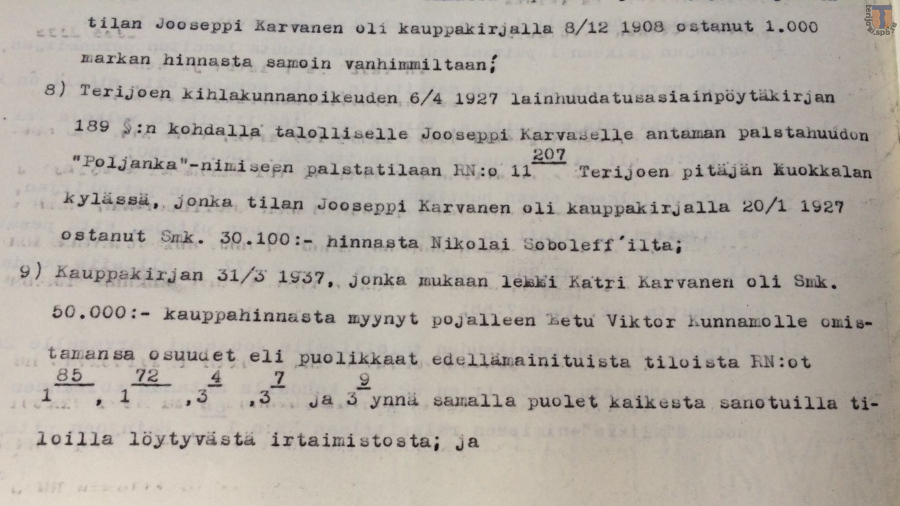 tilan Jooseppi Karvanen oli kauppakirjalla 8/12 1908 ostanut 1.000
markan hinnasta samoin vanhimmiltaan;
8) Terijoen kihlakunnanoikeuden 6/4 1927 lainhuudatusasiainpöytäkirjan
189 §:n kohdalla talolliselle Jooseppi Karvaselle antaman palstahuudon
"Poljanka"-nimiseen palstatilaan RN:o 11 207 Terijoen pitäjän Kuokkalan
kylässä, jonka tilan Jooseppi Karvanen oli kauppakirjalla 20/1 1927
ostanut Smk. 30.100:- hinnasta Nikolai Soboleff'ilta;
9) Kauppakirjan 31/3 1937, jonka mukaan leski Katri Karvanen oli Smk.
50.000:- kauppahinnasta myynyt pojalleen Eetu Viktor Kunnamolle omis-
tamansa osuudet eli puolikkaat edellämainituista tiloista RN:ot
1 85, 1 72, 3 4, 3 7 ja 3 9 ynnä samalla puolet kaikesta sanotuilla ti-
loilla löytyvästä irtaimistosta; ja